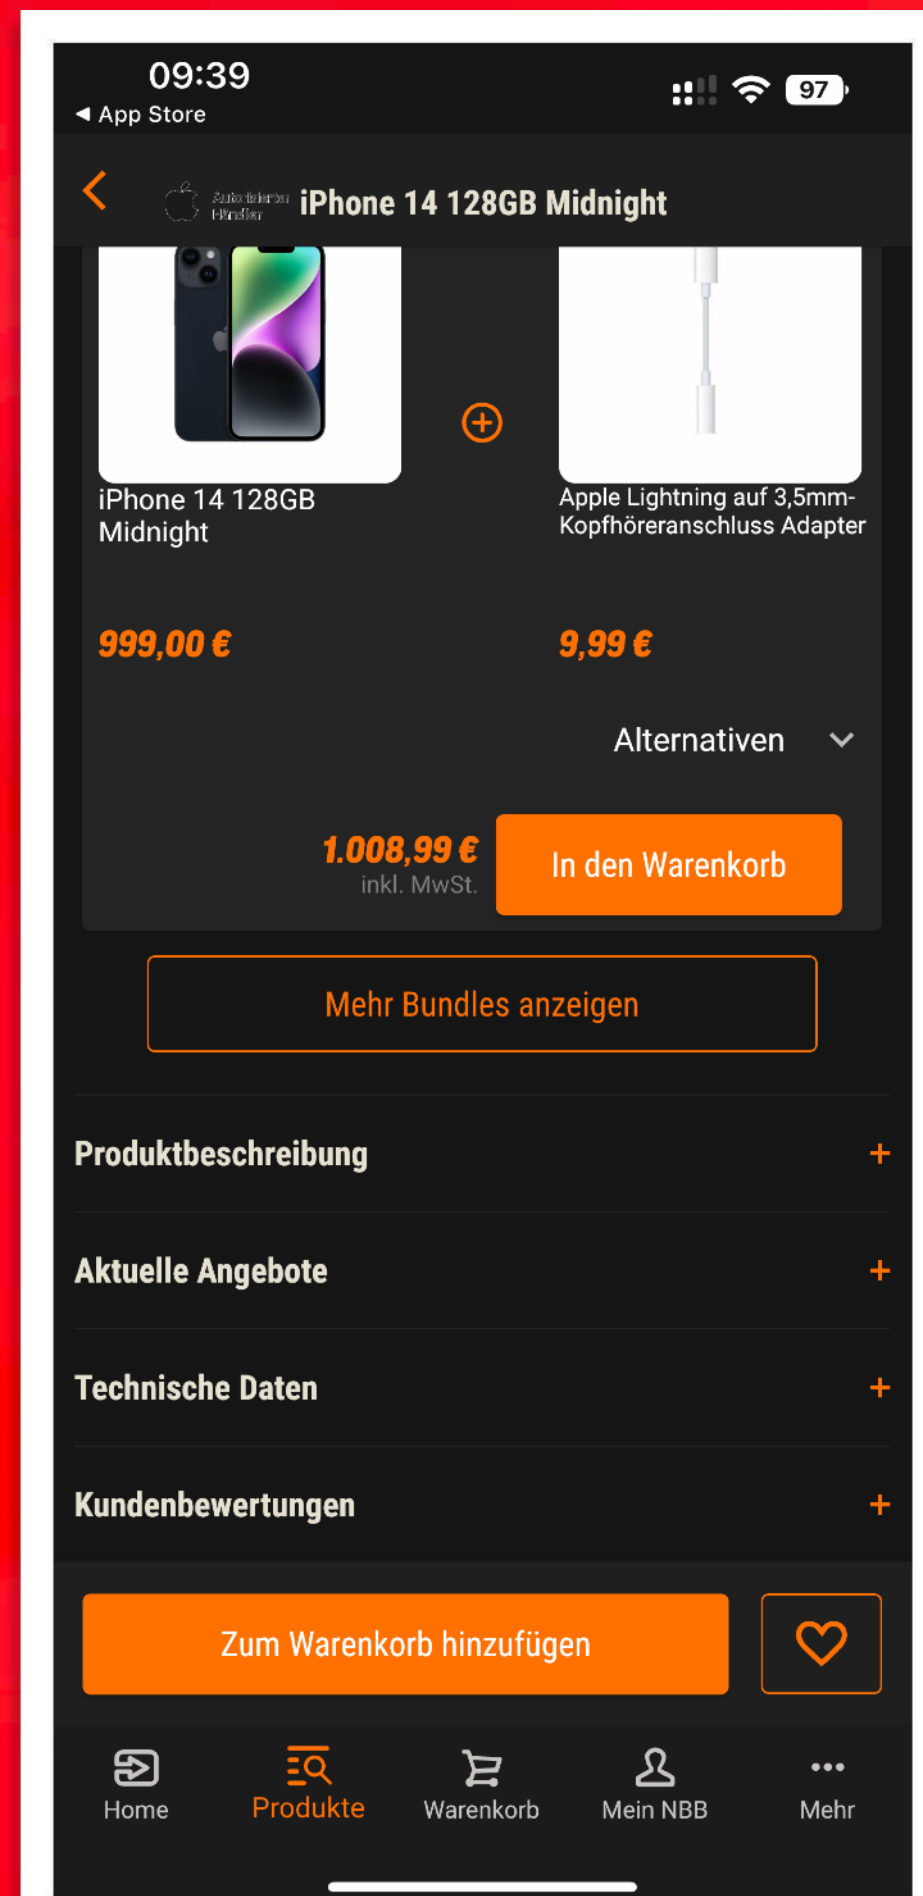 09:39
97
◀ App Store
Autorisierter
Händler
iPhone 14 128GB Midnight
iPhone 14 128GB
Midnight
Apple Lightning auf 3,5mm-
Kopfhöreranschluss Adapter
999,00 €
9,99 €
Alternativen
1.008,99 €
inkl. MwSt.
In den Warenkorb
Mehr Bundles anzeigen
Produktbeschreibung
Aktuelle Angebote
Technische Daten
Kundenbewertungen
Zum Warenkorb hinzufügen
Home
Produkte
Warenkorb
Mein NBB
Mehr